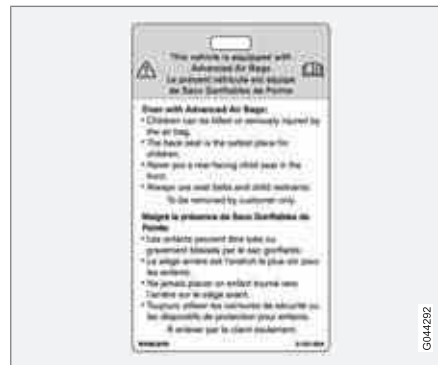 This vehicle is equipped with
Advanced Air Bags
Le présent véhicule est équipé
de Sacs Gonflables de Pointe
Even with Advanced Air Bags:
• Children can be killed or seriously injured by
the air bag.
• The back seat is the safest place for
children.
• Never put a rear-facing child seat in the
front.
• Always use seat belts and child restraints.
To be removed by customer only.
Malgré la présence de Sacs Gonflables de
Pointe:
• Les enfants peuvent être tués ou
gravement blessés par le sac gonflable.
• Le siège arrière est l'endroit le plus sûr pour
les enfants.
• Ne jamais placer un enfant tourné vers
l'arrière sur le siège avant.
• Toujours utiliser les ceintures de sécurité ou
les dispositifs de protection pour enfants.
À enlever par le client seulement.
G044292